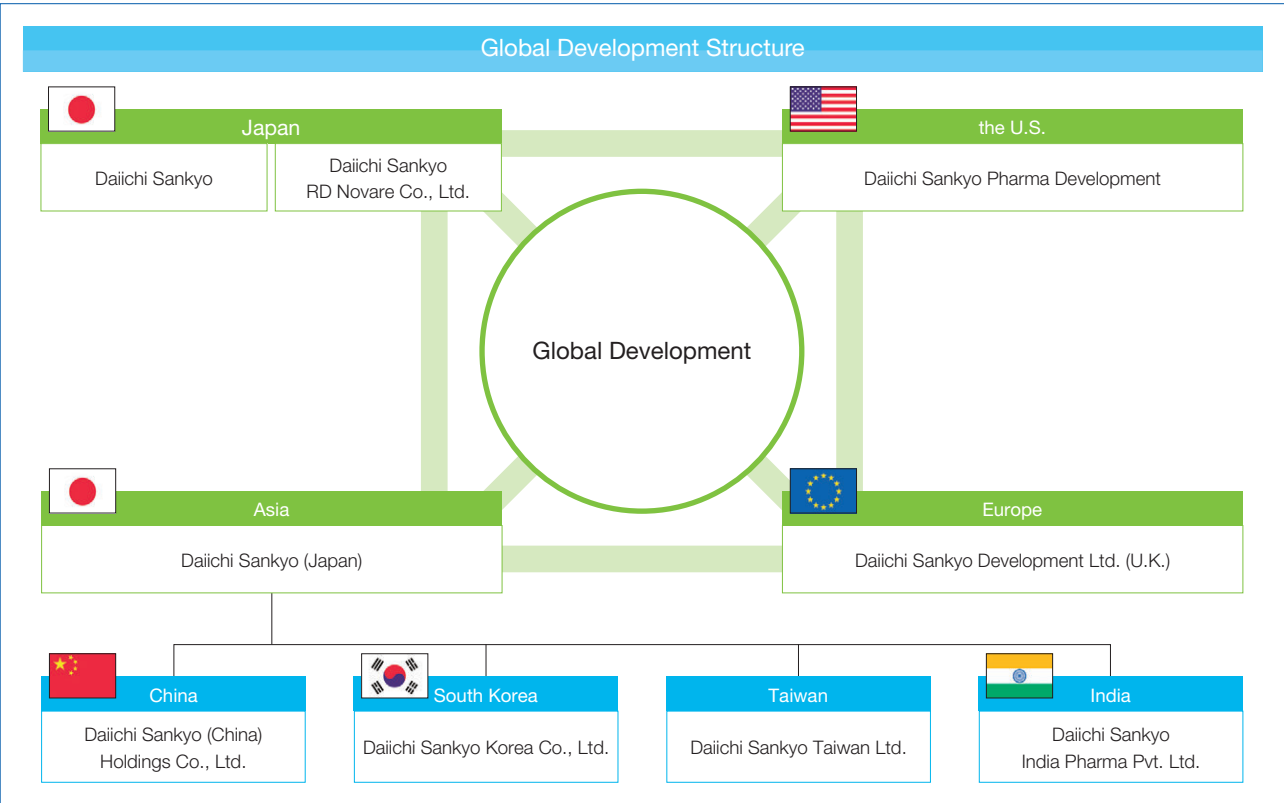 Global Development Structure
Japan
Daiichi Sankyo
Daiichi Sankyo
RD Novare Co., Ltd.
the U.S.
Daiichi Sankyo Pharma Development
Global Development
Asia
Daiichi Sankyo (Japan)
Europe
Daiichi Sankyo Development Ltd. (U.K.)
China
Daiichi Sankyo (China)
Holdings Co., Ltd.
South Korea
Daiichi Sankyo Korea Co., Ltd.
Taiwan
Daiichi Sankyo Taiwan Ltd.
India
Daiichi Sankyo
India Pharma Pvt. Ltd.